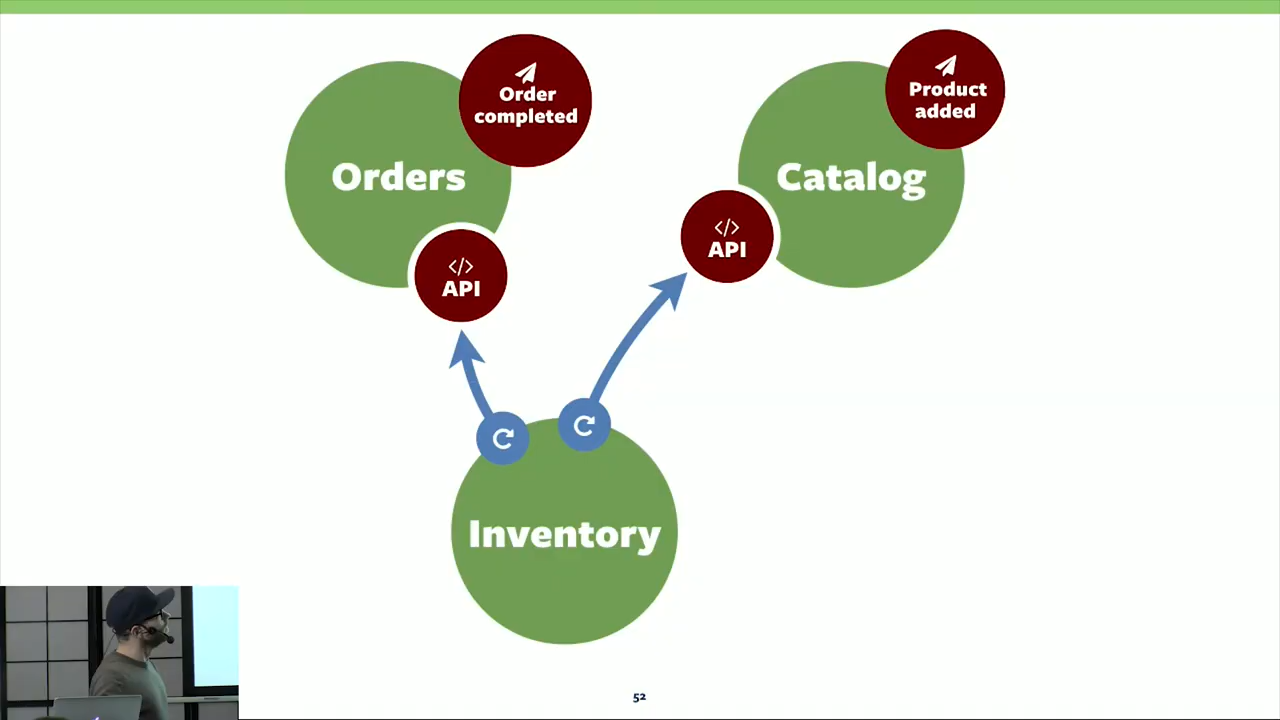 Order
completed
Product
added
Orders
Catalog
</>
API
</>
API
Inventory
52